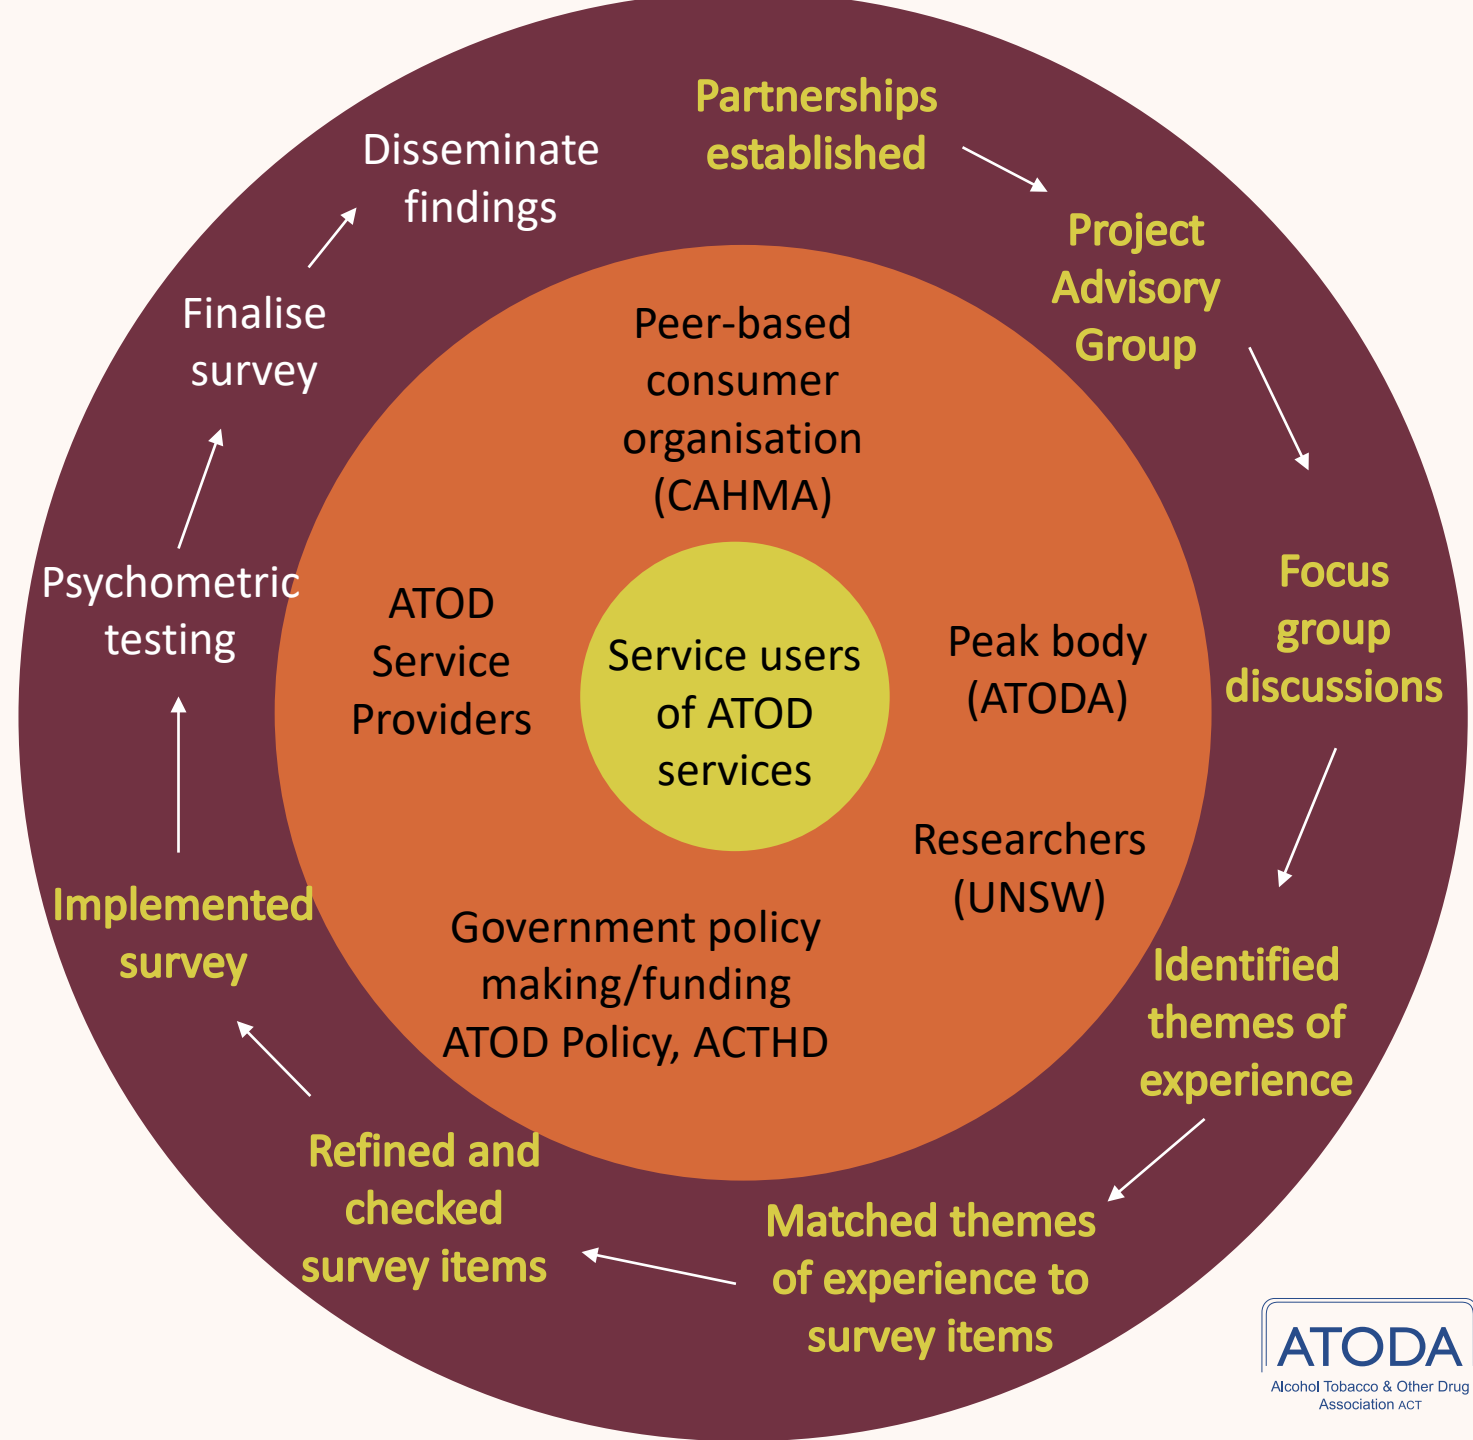 Partnerships
established
Project
Advisory
Group
Focus
group
discussions
Identified
themes of
experience
Matched themes
of experience to
survey items
Refined and
checked
survey items
Implemented
survey
Psychometric
testing
Finalise
survey
Disseminate
findings
Peer-based
consumer
organisation
(CAHMA)
Peak body
(ATODA)
Researchers
(UNSW)
Government policy
making/funding
ATOD Policy, ACTHD
ATOD
Service
Providers
Service users
of ATOD
services
ATODA
Alcohol Tobacco & Other Drug
Association ACT